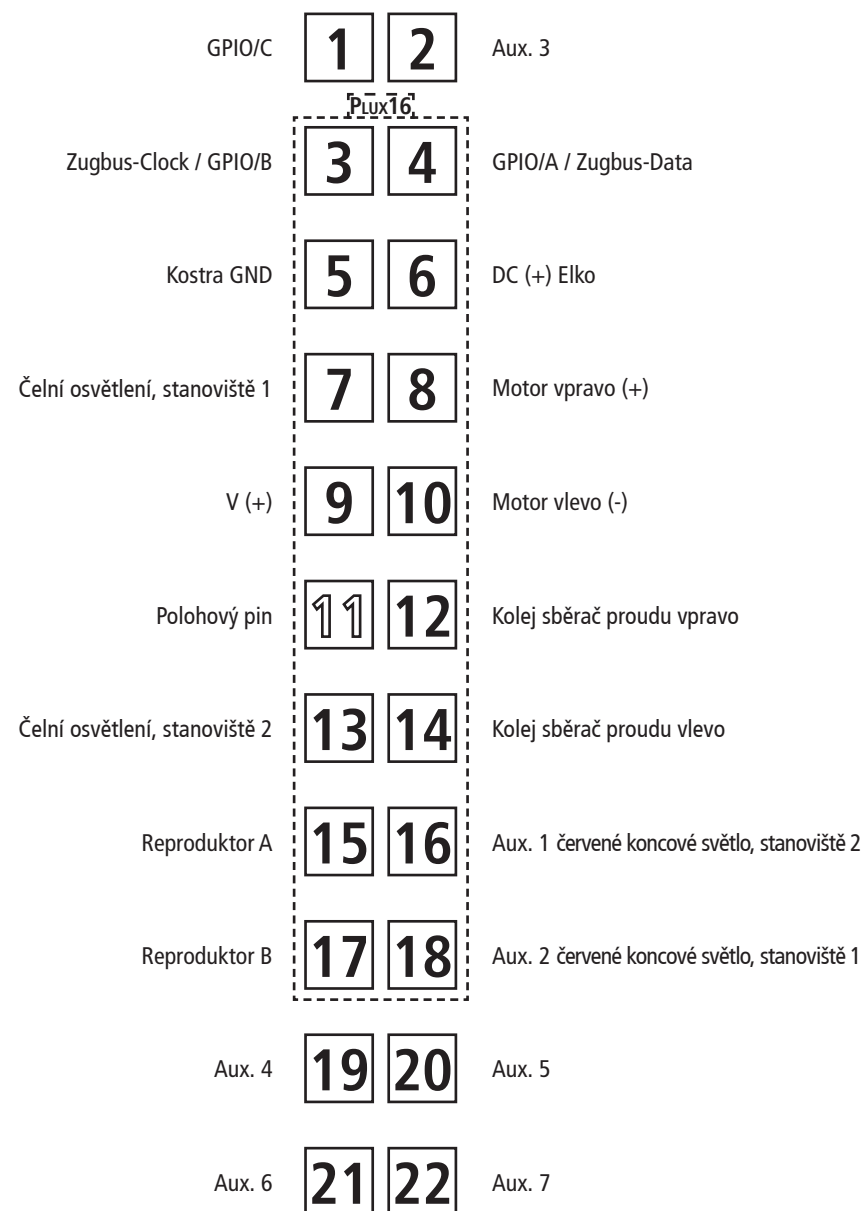 GPIO/C 1 2 Aux. 3
PLUX16
Zugbus-Clock / GPIO/B 3 4 GPIO/A / Zugbus-Data
Kostra GND 5 6 DC (+) Elko
Čelní osvětlení, stanoviště 1 7 8 Motor vpravo (+)
V (+) 9 10 Motor vlevo (-)
Polohový pin 11 12 Kolej sběrač proudu vpravo
Čelní osvětlení, stanoviště 2 13 14 Kolej sběrač proudu vlevo
Reproduktor A 15 16 Aux. 1 červené koncové světlo, stanoviště 2
Reproduktor B 17 18 Aux. 2 červené koncové světlo, stanoviště 1
Aux. 4 19 20 Aux. 5
Aux. 6 21 22 Aux. 7